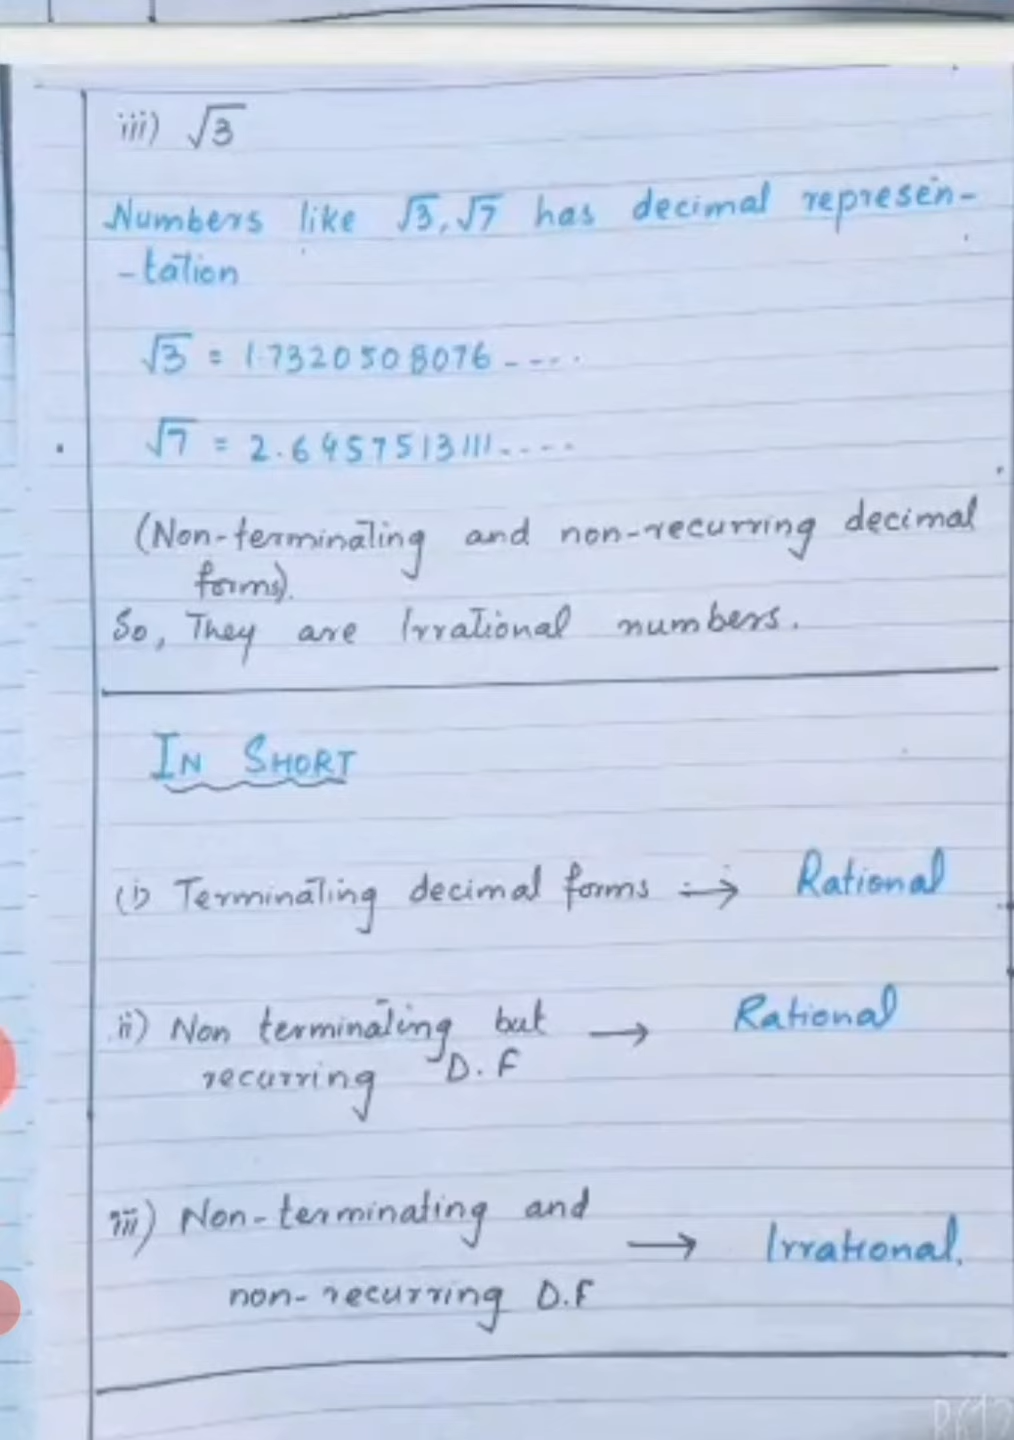 iii) √3
Numbers like √3, √7 has decimal represen-
-tation
√3 = 1.7320508076 - - - .
√7 = 2.6457513111 - - - -
(Non-terminating and non-recurring decimal
forms).
So, They are Irrational numbers.
IN SHORT
(i) Terminating decimal forms :→ Rational
ii) Non terminating but → Rational
recurring D.F
iii) Non-terminating and
→ Irrational.
non-recurring D.F